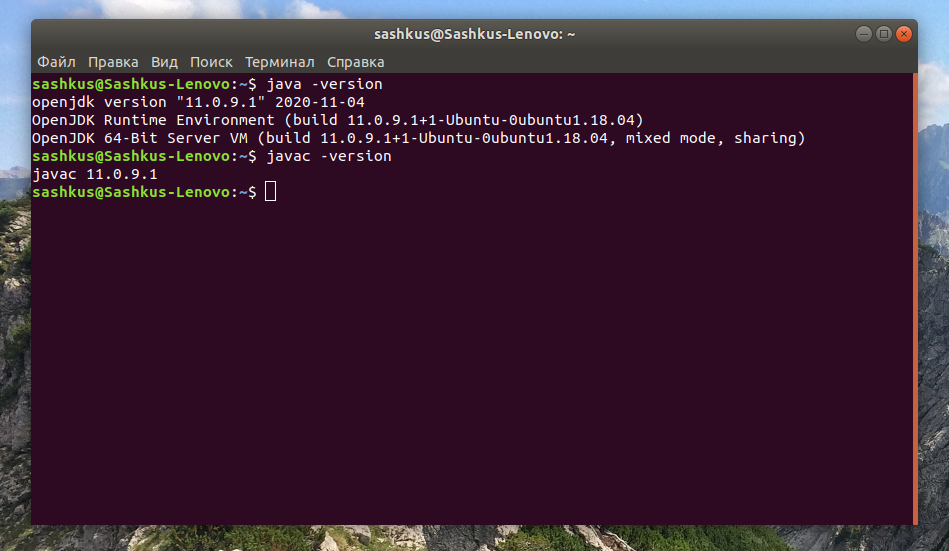 sashkus@Sashkus-Lenovo: ~
Файл Правка Вид Поиск Терминал Справка
sashkus@Sashkus-Lenovo:~$ java -version
openjdk version "11.0.9.1" 2020-11-04
OpenJDK Runtime Environment (build 11.0.9.1+1-Ubuntu-0ubuntu1.18.04)
OpenJDK 64-Bit Server VM (build 11.0.9.1+1-Ubuntu-0ubuntu1.18.04, mixed mode, sharing)
sashkus@Sashkus-Lenovo:~$ javac -version
javac 11.0.9.1
sashkus@Sashkus-Lenovo:~$